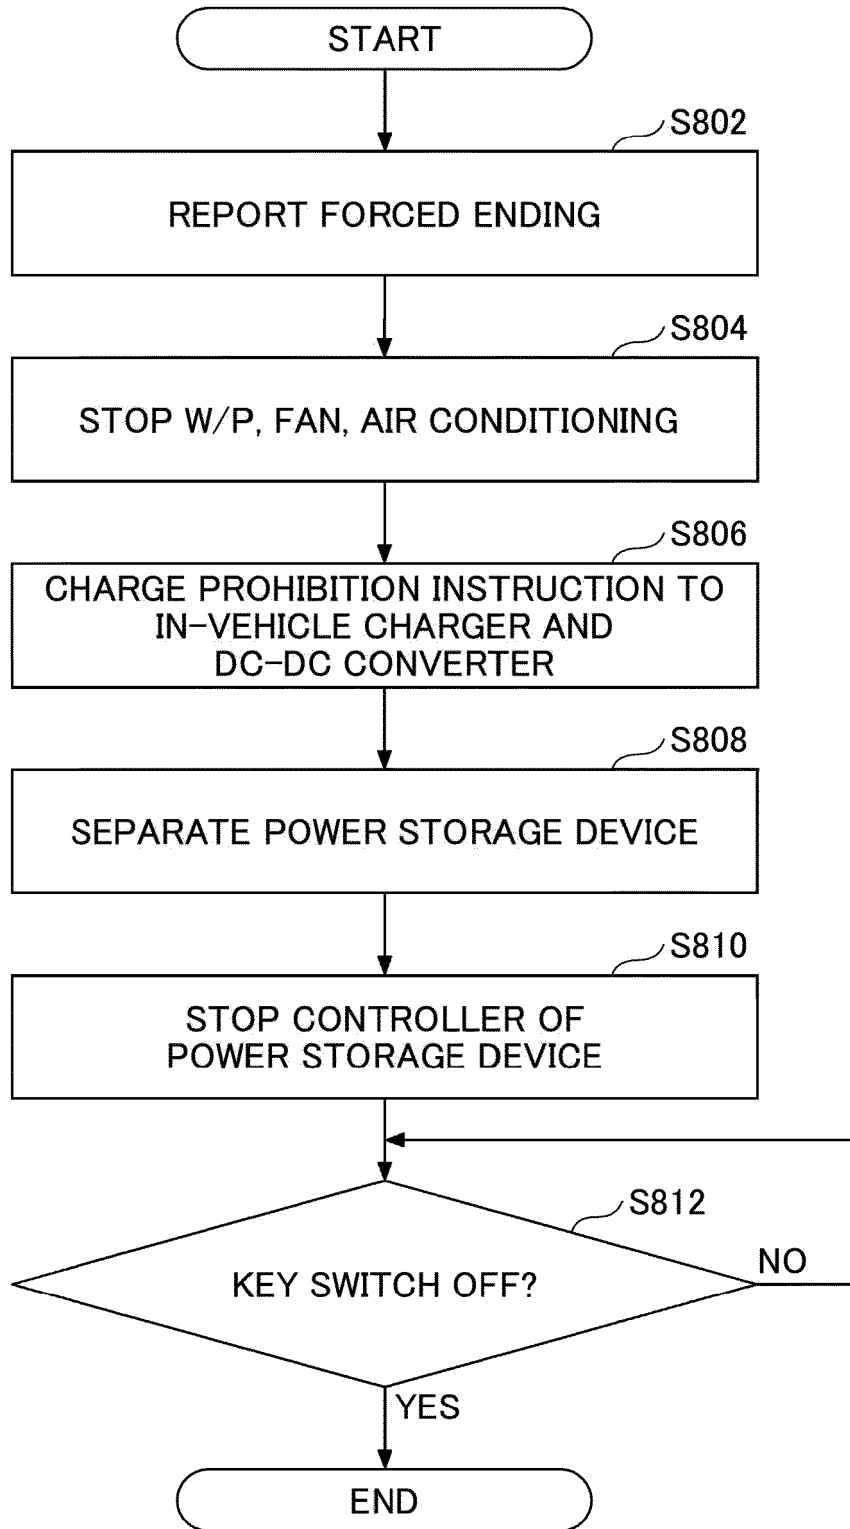 START
S802
REPORT FORCED ENDING
S804
STOP W/P, FAN, AIR CONDITIONING
S806
CHARGE PROHIBITION INSTRUCTION TO
IN-VEHICLE CHARGER AND
DC-DC CONVERTER
S808
SEPARATE POWER STORAGE DEVICE
S810
STOP CONTROLLER OF
POWER STORAGE DEVICE
S812
KEY SWITCH OFF?
NO
YES
END